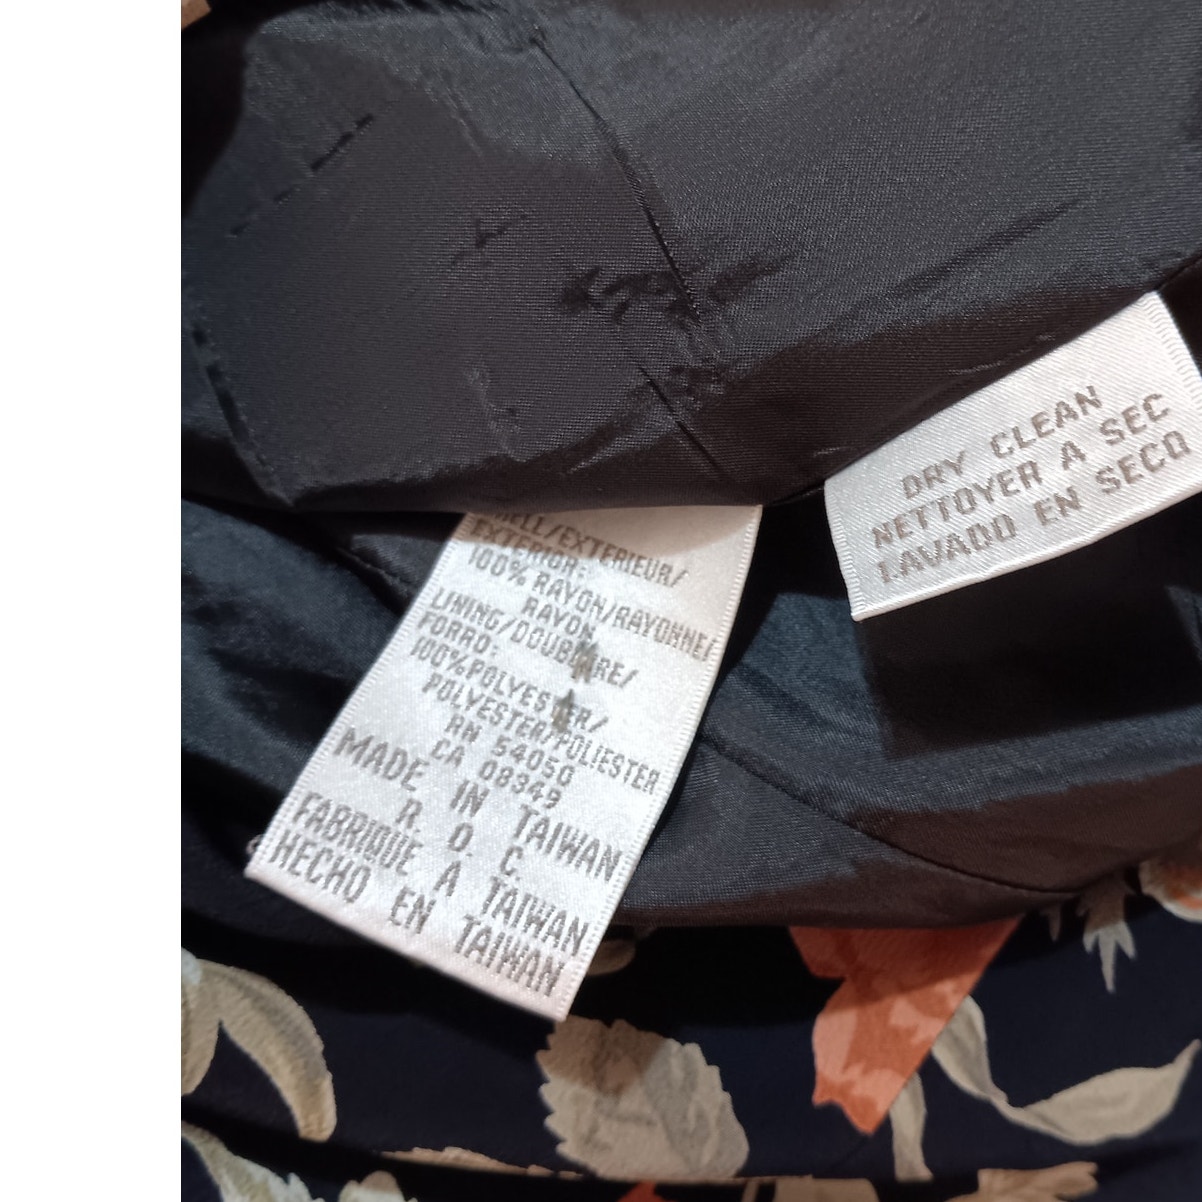 SHELL/EXTERIEUR/
EXTERIOR:
100% RAYON/RAYONNE/
RAYON
LINING/DOUBLURE/
FORRO:
100%POLYESTER/
POLYESTER/POLIESTER
RN 54050
CA 08349
MADE IN TAIWAN
R. O. C.
FABRIQUE A TAIWAN
HECHO EN TAIWAN
DRY CLEAN
NETTOYER A SEC
LAVADO EN SECO